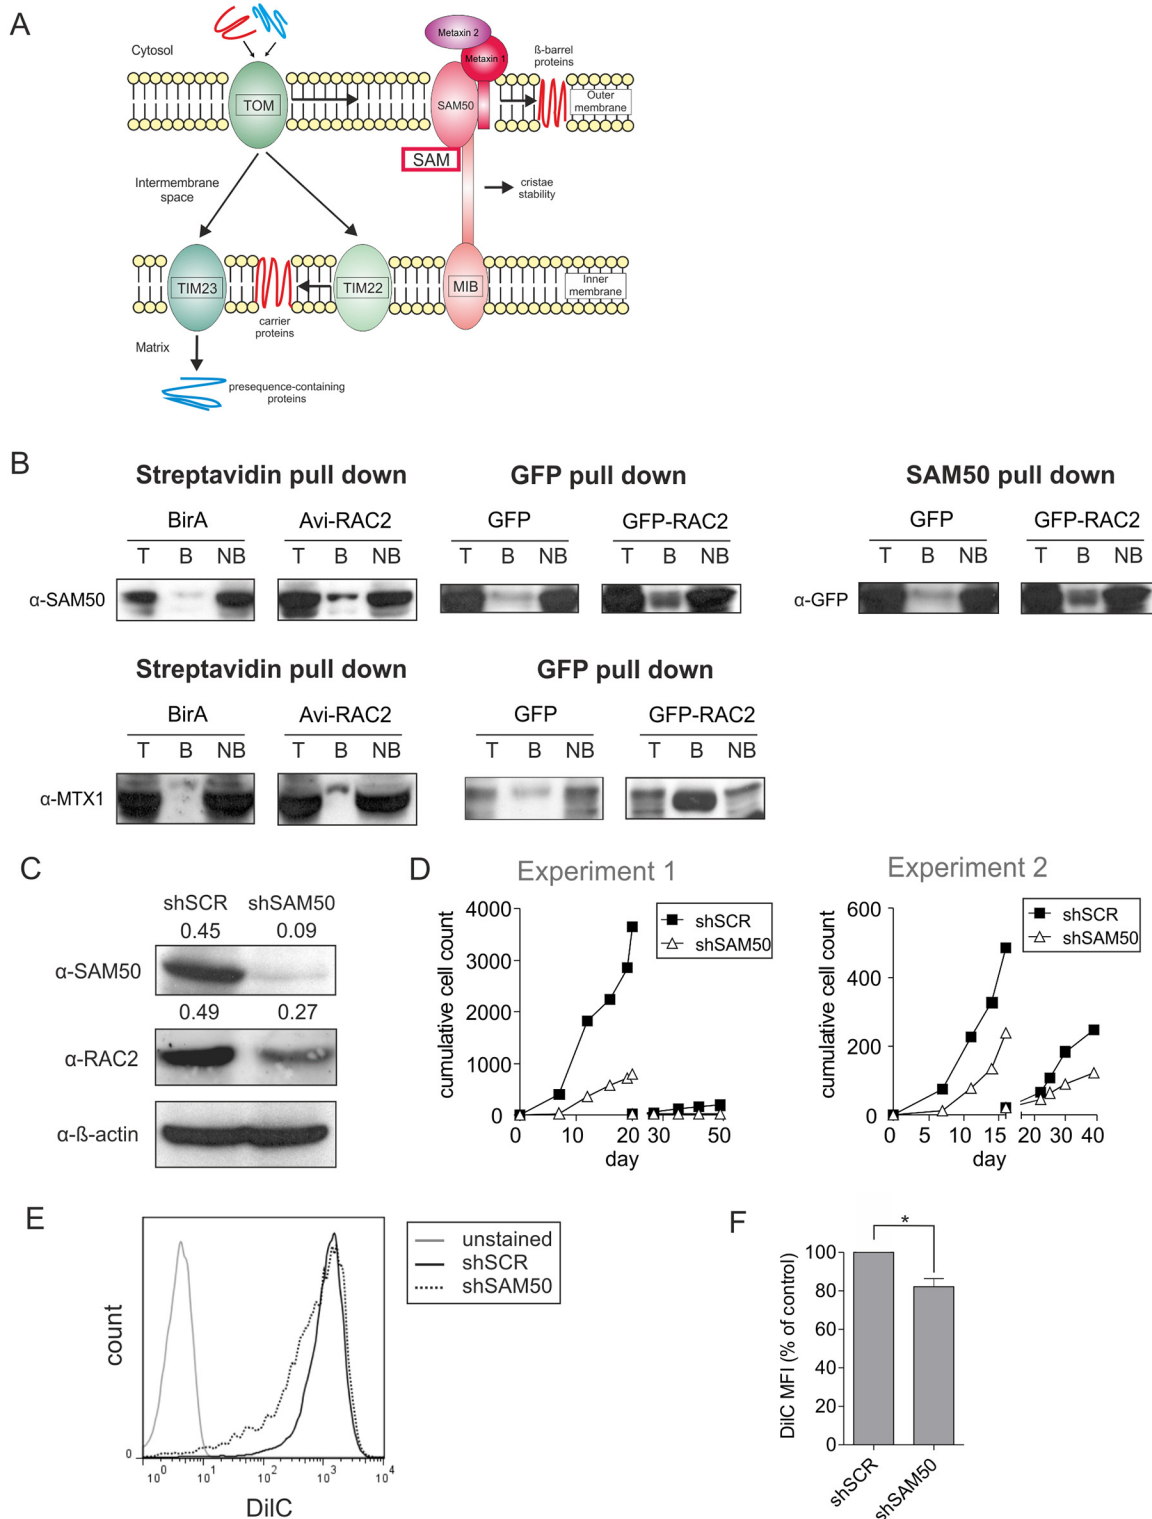 A
Cytosol
Metaxin 2
Metaxin 1
ß-barrel
proteins
TOM
SAM50
Outer
membrane
SAM
Intermembrane
space
cristae
stability
TIM23
TIM22
MIB
Inner
membrane
carrier
proteins
Matrix
presequence-containing
proteins
B
Streptavidin pull down
GFP pull down
SAM50 pull down
BirA Avi-RAC2 GFP GFP-RAC2 GFP GFP-RAC2
T B NB T B NB T B NB T B NB T B NB T B NB
α-SAM50
α-GFP
Streptavidin pull down
GFP pull down
BirA Avi-RAC2 GFP GFP-RAC2
T B NB T B NB T B NB T B NB
α-MTX1
C
shSCR shSAM50
0.45 0.09
α-SAM50
0.49 0.27
α-RAC2
α-ß-actin
D
Experiment 1
cumulative cell count
4000
3000
2000
1000
0
0 10 20 30 50
day
shSCR
shSAM50
Experiment 2
cumulative cell count
600
400
200
0
0 5 10 15 20 30 40
day
shSCR
shSAM50
E
count
0
10⁰ 10¹ 10² 10³ 10⁴
DilC
unstained
shSCR
shSAM50
F
*
DilC MFI (% of control)
100
80
60
40
20
0
shSCR
shSAM50